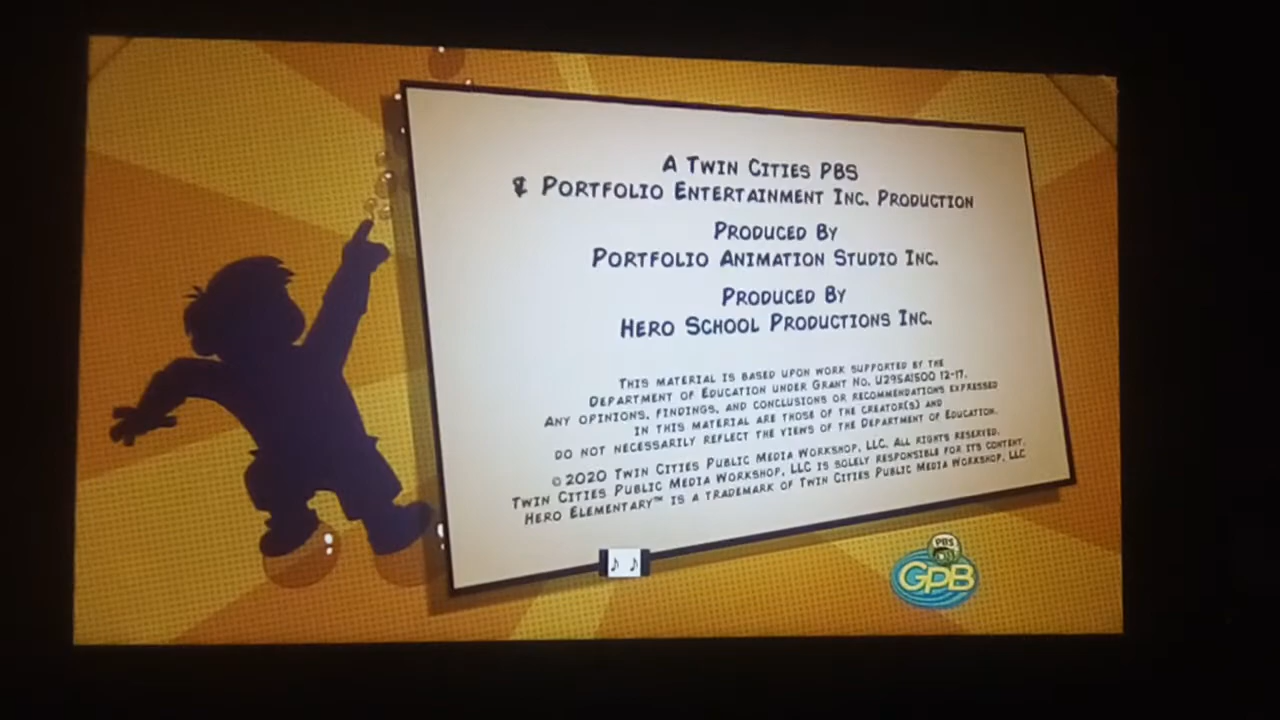 A TWIN CITIES PBS
& PORTFOLIO ENTERTAINMENT INC. PRODUCTION
PRODUCED BY
PORTFOLIO ANIMATION STUDIO INC.
PRODUCED BY
HERO SCHOOL PRODUCTIONS INC.
THIS MATERIAL IS BASED UPON WORK SUPPORTED BY THE
DEPARTMENT OF EDUCATION UNDER GRANT NO. U295A1500 12-17.
ANY OPINIONS, FINDINGS, AND CONCLUSIONS OR RECOMMENDATIONS EXPRESSED
IN THIS MATERIAL ARE THOSE OF THE CREATOR(S) AND
DO NOT NECESSARILY REFLECT THE VIEWS OF THE DEPARTMENT OF EDUCATION.
©2020 TWIN CITIES PUBLIC MEDIA WORKSHOP, LLC. ALL RIGHTS RESERVED.
TWIN CITIES PUBLIC MEDIA WORKSHOP, LLC IS SOLELY RESPONSIBLE FOR ITS CONTENT.
HERO ELEMENTARY™ IS A TRADEMARK OF TWIN CITIES PUBLIC MEDIA WORKSHOP, LLC
♪ ♪
PBS
GPB